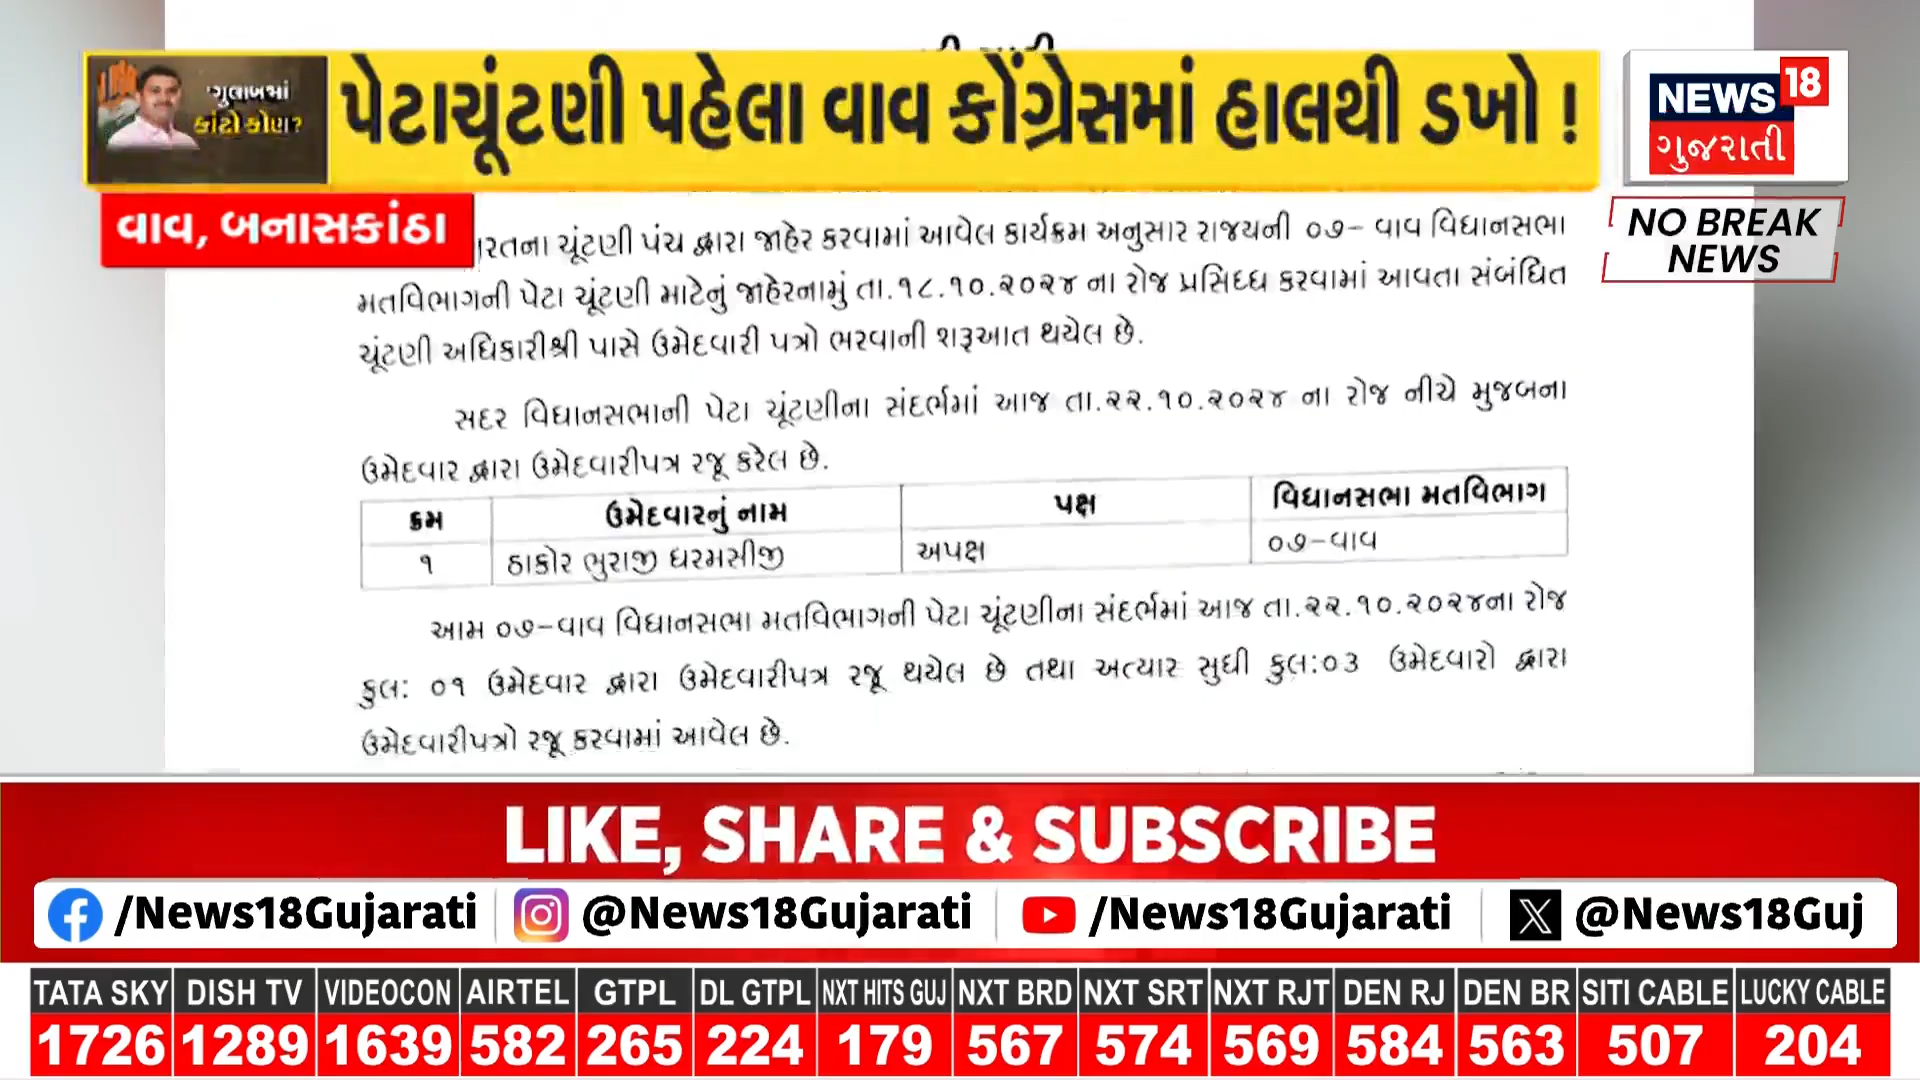 'ગુલાબ'માં
કાંટો કોણ?
પેટાચૂંટણી પહેલા વાવ કોંગ્રેસમાં હાલથી ડખો !
NEWS 18
ગુજરાતી
વાવ, બનાસકાંઠા
NO BREAK
NEWS
રતના ચૂંટણી પંચ દ્વારા જાહેર કરવામાં આવેલ કાર્યક્રમ અનુસાર રાજયની ૦૭- વાવ વિધાનસભા
મતવિભાગની પેટા ચૂંટણી માટેનું જાહેરનામું તા.૧૮.૧૦.૨૦૨૪ ના રોજ પ્રસિધ્ધ કરવામાં આવતા સંબંધિત
ચૂંટણી અધિકારીશ્રી પાસે ઉમેદવારી પત્રો ભરવાની શરૂઆત થયેલ છે.
સદર વિધાનસભાની પેટા ચૂંટણીના સંદર્ભમાં આજ તા.૨૨.૧૦.૨૦૨૪ ના રોજ નીચે મુજબના
ઉમેદવાર દ્વારા ઉમેદવારીપત્ર રજૂ કરેલ છે.
ક્રમ ઉમેદવારનું નામ પક્ષ વિધાનસભા મતવિભાગ
૧ ઠાકોર ભુરાજી ધરમસીજી અપક્ષ ૦૭-વાવ
આમ ૦૭-વાવ વિધાનસભા મતવિભાગની પેટા ચૂંટણીના સંદર્ભમાં આજ તા.૨૨.૧૦.૨૦૨૪ના રોજ
કુલ: ૦૧ ઉમેદવાર દ્વારા ઉમેદવારીપત્ર રજૂ થયેલ છે તથા અત્યાર સુધી કુલ:૦૩ ઉમેદવારો દ્વારા
ઉમેદવારીપત્રો રજૂ કરવામાં આવેલ છે.
LIKE, SHARE & SUBSCRIBE
/News18Gujarati @News18Gujarati /News18Gujarati @News18Guj
TATA SKY DISH TV VIDEOCON AIRTEL GTPL DL GTPL NXT HITS GUJ NXT BRD NXT SRT NXT RJT DEN RJ DEN BR SITI CABLE LUCKY CABLE
1726 1289 1639 582 265 224 179 567 574 569 584 563 507 204